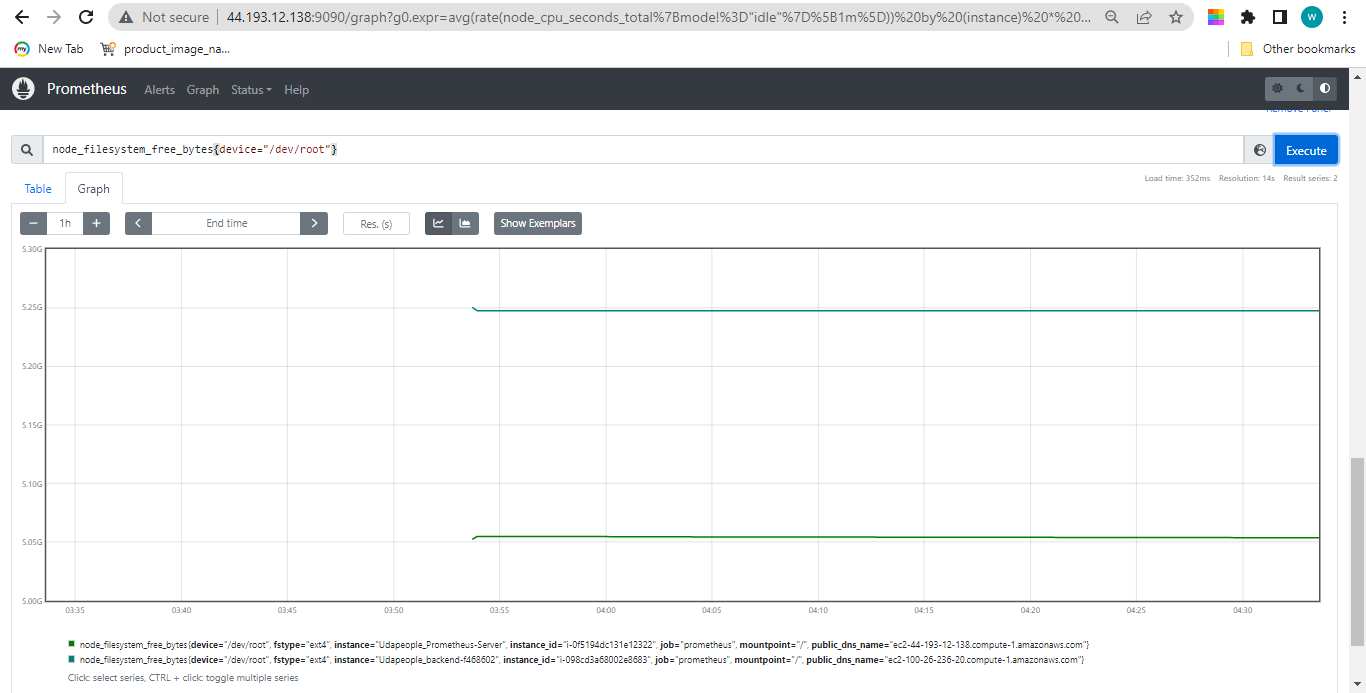 Not secure 44.193.12.138:9090/graph?g0.expr=avg(rate(node_cpu_seconds_total%7Bmode!%3D"idle"%7D%5B1m%5D))%20by%20(instance)%20*%20...
W
my New Tab product_image_na... Other bookmarks
Prometheus Alerts Graph Status Help
node_filesystem_free_bytes{device="/dev/root"} Execute
Load time: 352ms Resolution: 14s Result series: 2
Table Graph
− 1h + < End time > Res. (s) Show Exemplars
5.30G
5.25G
5.20G
5.15G
5.10G
5.05G
5.00G
03:35 03:40 03:45 03:50 03:55 04:00 04:05 04:10 04:15 04:20 04:25 04:30
node_filesystem_free_bytes{device="/dev/root", fstype="ext4", instance="Udapeople_Prometheus-Server", instance_id="i-0f5194dc131e12322", job="prometheus", mountpoint="/", public_dns_name="ec2-44-193-12-138.compute-1.amazonaws.com"}
node_filesystem_free_bytes{device="/dev/root", fstype="ext4", instance="Udapeople_backend-f468602", instance_id="i-098cd3a68002e8683", job="prometheus", mountpoint="/", public_dns_name="ec2-100-26-236-20.compute-1.amazonaws.com"}
Click: select series, CTRL + click: toggle multiple series